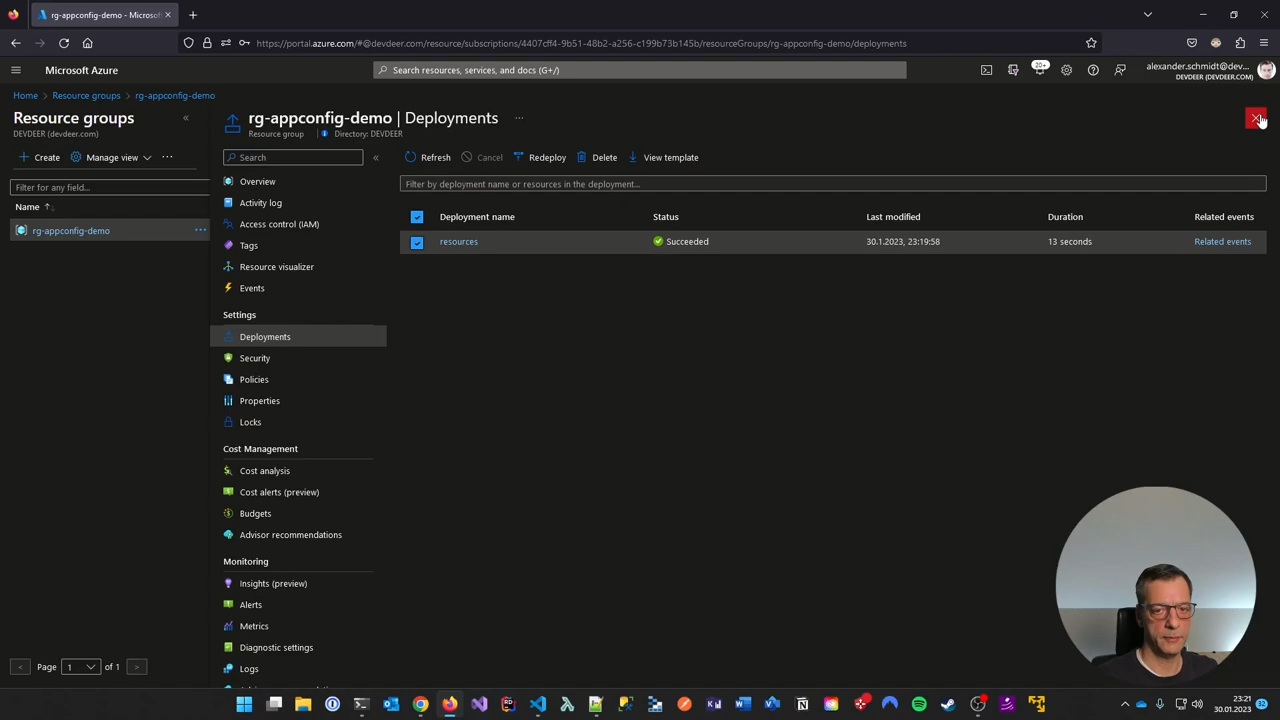 rg-appconfig-demo - Microsoft
https://portal.azure.com/#@devdeer.com/resource/subscriptions/4407cff4-9b51-48b2-a256-c199b73b145b/resourceGroups/rg-appconfig-demo/deployments
Microsoft Azure
Search resources, services, and docs (G+/)
20+
alexander.schmidt@dev...
DEVDEER (DEVDEER.COM)
Home > Resource groups > rg-appconfig-demo
Resource groups
DEVDEER (devdeer.com)
Create
Manage view
Filter for any field...
Name
rg-appconfig-demo
Page 1 of 1
rg-appconfig-demo | Deployments
Resource group
Directory: DEVDEER
Search
Overview
Activity log
Access control (IAM)
Tags
Resource visualizer
Events
Settings
Deployments
Security
Policies
Properties
Locks
Cost Management
Cost analysis
Cost alerts (preview)
Budgets
Advisor recommendations
Monitoring
Insights (preview)
Alerts
Metrics
Diagnostic settings
Logs
Refresh
Cancel
Redeploy
Delete
View template
Filter by deployment name or resources in the deployment...
Deployment name Status Last modified Duration Related events
resources Succeeded 30.1.2023, 23:19:58 13 seconds Related events
23:21
30.01.2023